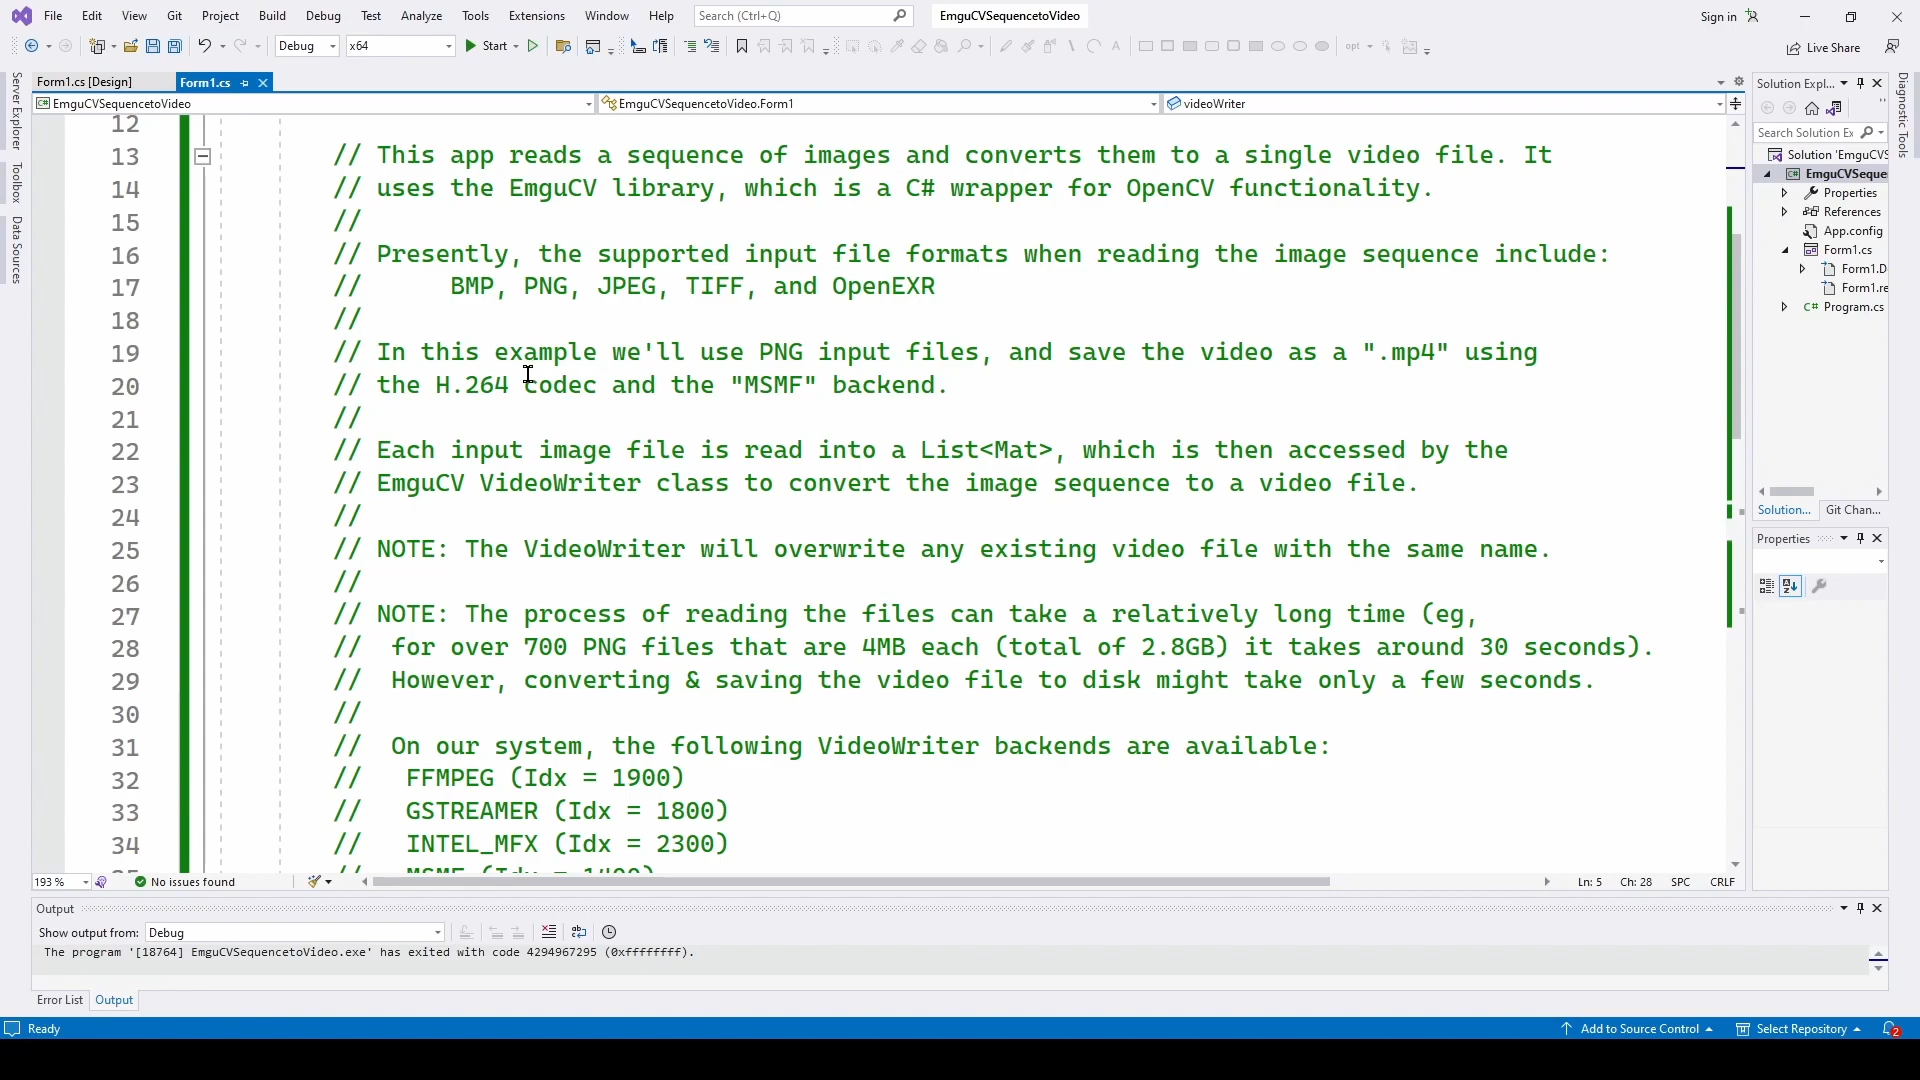 File Edit View Git Project Build Debug Test Analyze Tools Extensions Window Help Search (Ctrl+Q) EmguCVSequencetoVideo Sign in
Debug x64 Start opt Live Share
Form1.cs [Design] Form1.cs
EmguCVSequencetoVideo EmguCVSequencetoVideo.Form1 videoWriter
Server Explorer
Toolbox
Data Sources
12
13 // This app reads a sequence of images and converts them to a single video file. It
14 // uses the EmguCV library, which is a C# wrapper for OpenCV functionality.
15 //
16 // Presently, the supported input file formats when reading the image sequence include:
17 // BMP, PNG, JPEG, TIFF, and OpenEXR
18 //
19 // In this example we'll use PNG input files, and save the video as a ".mp4" using
20 // the H.264 codec and the "MSMF" backend.
21 //
22 // Each input image file is read into a List<Mat>, which is then accessed by the
23 // EmguCV VideoWriter class to convert the image sequence to a video file.
24 //
25 // NOTE: The VideoWriter will overwrite any existing video file with the same name.
26 //
27 // NOTE: The process of reading the files can take a relatively long time (eg,
28 // for over 700 PNG files that are 4MB each (total of 2.8GB) it takes around 30 seconds).
29 // However, converting & saving the video file to disk might take only a few seconds.
30 //
31 // On our system, the following VideoWriter backends are available:
32 // FFMPEG (Idx = 1900)
33 // GSTREAMER (Idx = 1800)
34 // INTEL_MFX (Idx = 2300)
// MSMF (Idx = 1400)
193 % No issues found Ln: 5 Ch: 28 SPC CRLF
Solution Expl...
Search Solution Ex
Solution 'EmguCVS
EmguCVSeque
Properties
References
App.config
Form1.cs
Form1.D
Form1.re
C# Program.cs
Solution... Git Chan...
Properties
Diagnostic Tools
Output
Show output from: Debug
The program '[18764] EmguCVSequencetoVideo.exe' has exited with code 4294967295 (0xffffffff).
Error List Output
Ready Add to Source Control Select Repository 2